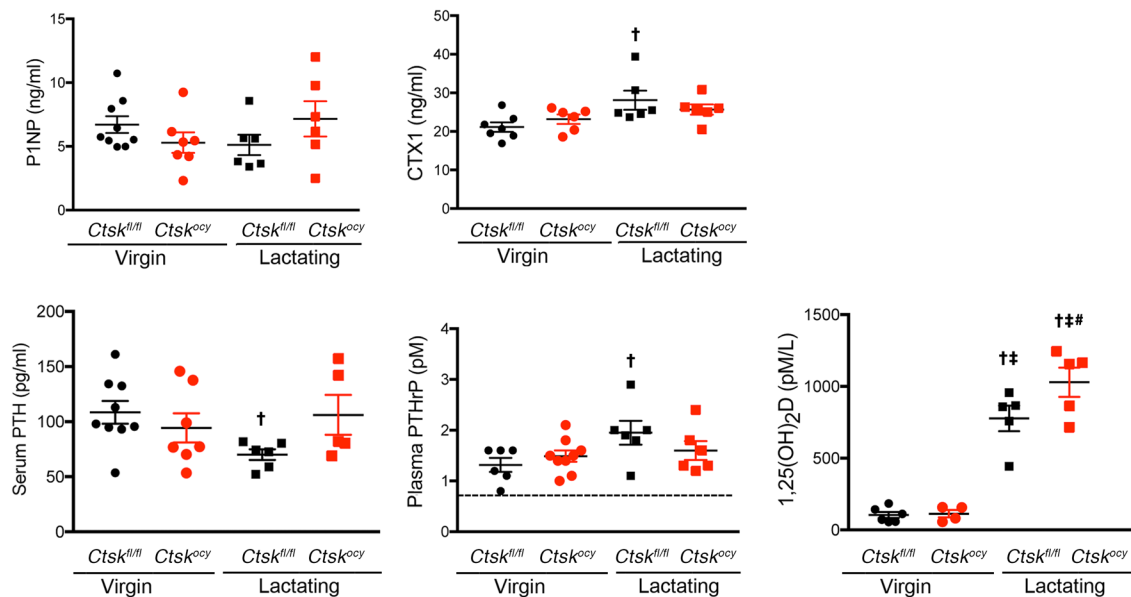 P1NP (ng/ml)
15
10
5
0
Ctsk^fl/fl Ctsk^ocy Ctsk^fl/fl Ctsk^ocy
Virgin Lactating
CTX1 (ng/ml)
50
40
30
20
10
0
†
Ctsk^fl/fl Ctsk^ocy Ctsk^fl/fl Ctsk^ocy
Virgin Lactating
Serum PTH (pg/ml)
200
150
100
50
0
†
Ctsk^fl/fl Ctsk^ocy Ctsk^fl/fl Ctsk^ocy
Virgin Lactating
Plasma PTHrP (pM)
4
3
2
1
0
†
Ctsk^fl/fl Ctsk^ocy Ctsk^fl/fl Ctsk^ocy
Virgin Lactating
1,25(OH)₂D (pM/L)
1500
1000
500
0
†‡#
†‡
Ctsk^fl/fl Ctsk^ocy Ctsk^fl/fl Ctsk^ocy
Virgin Lactating